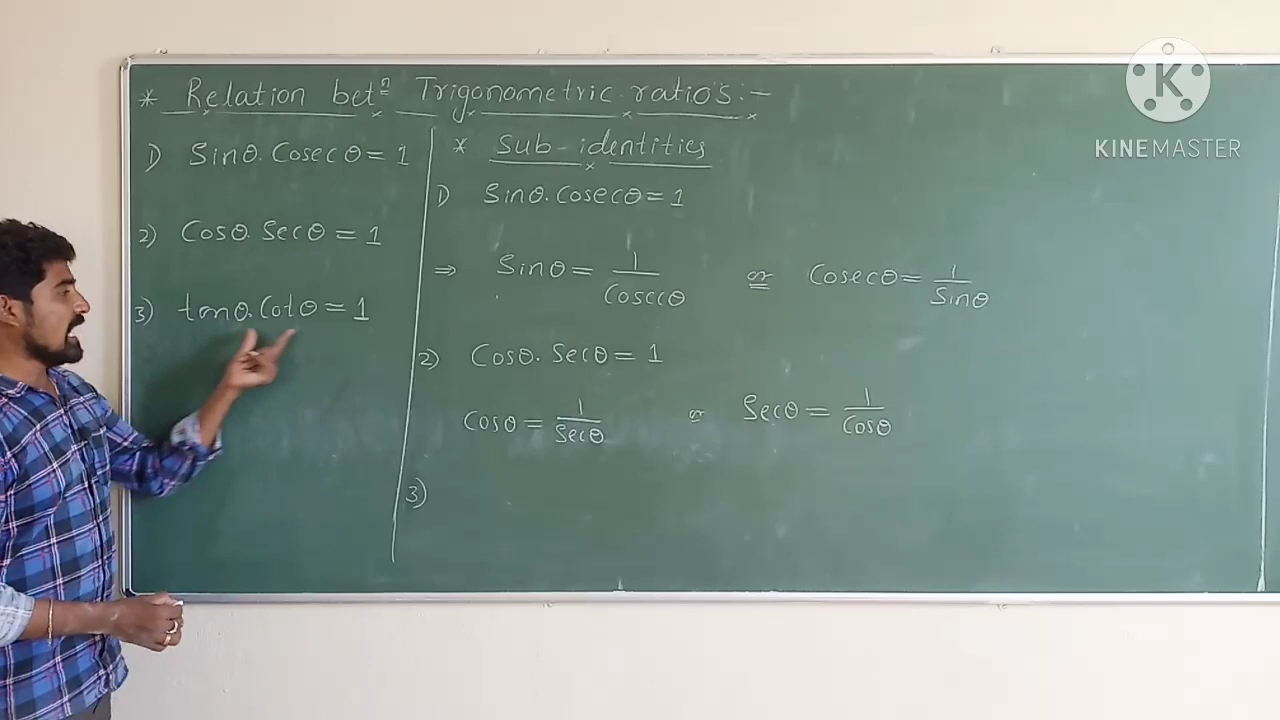 * Relation betⁿ Trigonometric ratios:-
1) Sinθ. Cosec θ = 1
2) Cosθ. Secθ = 1
3) tanθ. Cotθ = 1
* Sub-identities
1) Sinθ. Cosecθ = 1
⇒ Sinθ = 1/Cosecθ or Cosecθ = 1/Sinθ
2) Cosθ. Secθ = 1
Cosθ = 1/Secθ or Secθ = 1/Cosθ
3)
K
KINEMASTER